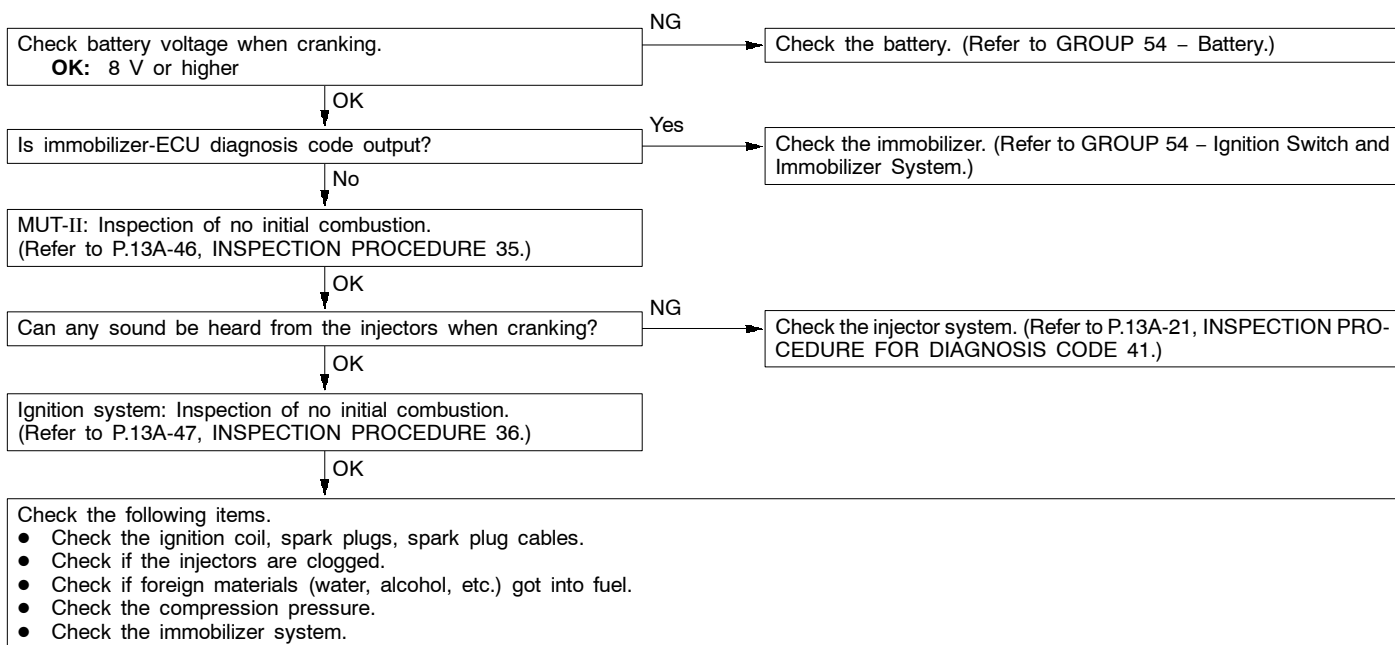 NG
Check battery voltage when cranking.
OK: 8 V or higher
Check the battery. (Refer to GROUP 54 – Battery.)
OK
Yes
Is immobilizer-ECU diagnosis code output?
Check the immobilizer. (Refer to GROUP 54 – Ignition Switch and
Immobilizer System.)
No
MUT-II: Inspection of no initial combustion.
(Refer to P.13A-46, INSPECTION PROCEDURE 35.)
OK
NG
Can any sound be heard from the injectors when cranking?
Check the injector system. (Refer to P.13A-21, INSPECTION PRO-
CEDURE FOR DIAGNOSIS CODE 41.)
OK
Ignition system: Inspection of no initial combustion.
(Refer to P.13A-47, INSPECTION PROCEDURE 36.)
OK
Check the following items.
● Check the ignition coil, spark plugs, spark plug cables.
● Check if the injectors are clogged.
● Check if foreign materials (water, alcohol, etc.) got into fuel.
● Check the compression pressure.
● Check the immobilizer system.